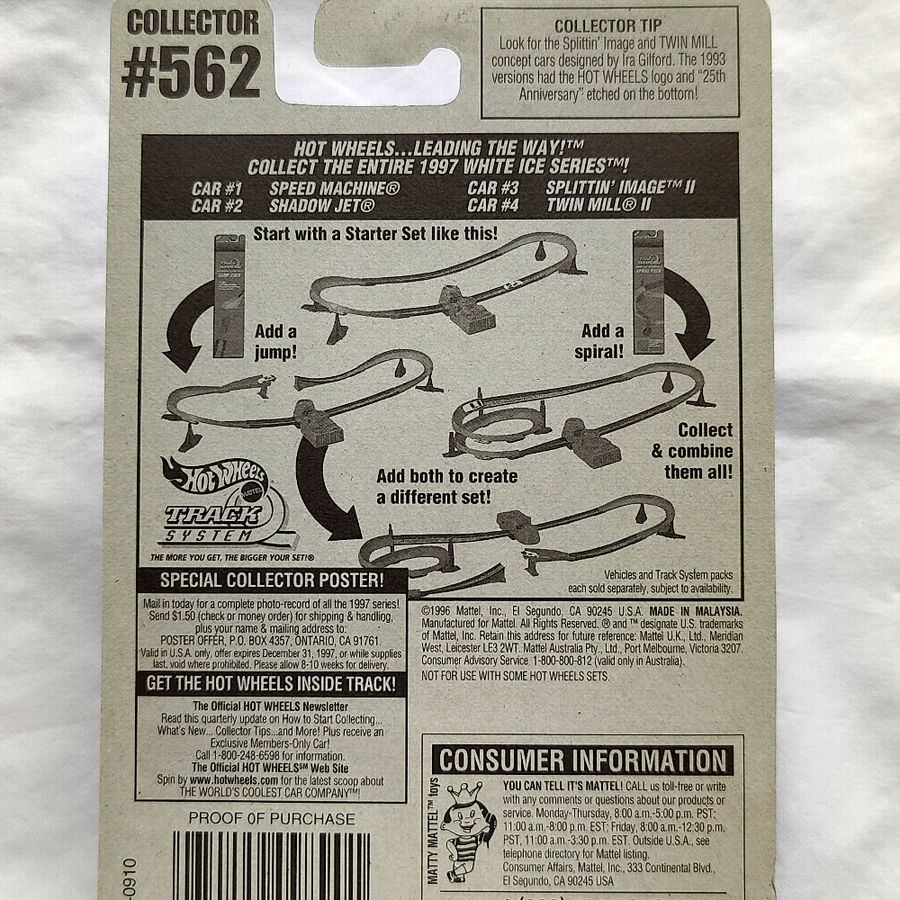 COLLECTOR
#562
COLLECTOR TIP
Look for the Splittin' Image and TWIN MILL
concept cars designed by Ira Gilford. The 1993
versions had the HOT WHEELS logo and "25th
Anniversary" etched on the bottom!
HOT WHEELS...LEADING THE WAY!™
COLLECT THE ENTIRE 1997 WHITE ICE SERIES™!
CAR #1 SPEED MACHINE® CAR #3 SPLITTIN' IMAGE™ II
CAR #2 SHADOW JET® CAR #4 TWIN MILL® II
Start with a Starter Set like this!
Add a
jump!
Add a
spiral!
Collect
& combine
them all!
Add both to create
a different set!
HOT WHEELS
MATTEL
TRACK
SYSTEM
THE MORE YOU GET, THE BIGGER YOUR SET!®
Vehicles and Track System packs
each sold separately, subject to availability.
SPECIAL COLLECTOR POSTER!
Mail in today for a complete photo-record of all the 1997 series!
Send $1.50 (check or money order) for shipping & handling,
plus your name & mailing address to:
POSTER OFFER, P.O. BOX 4357, ONTARIO, CA 91761.
Valid in U.S.A. only, offer expires December 31, 1997, or while supplies
last, void where prohibited. Please allow 8-10 weeks for delivery.
GET THE HOT WHEELS INSIDE TRACK!
The Official HOT WHEELS Newsletter
Read this quarterly update on How to Start Collecting...
What's New... Collector Tips...and More! Plus receive an
Exclusive Members-Only Car!
Call 1-800-248-6598 for information.
The Official HOT WHEELS℠ Web Site
Spin by www.hotwheels.com for the latest scoop about
THE WORLD'S COOLEST CAR COMPANY™!
©1996 Mattel, Inc., El Segundo, CA 90245 U.S.A. MADE IN MALAYSIA.
Manufactured for Mattel. All Rights Reserved. ® and ™ designate U.S. trademarks
of Mattel, Inc. Retain this address for future reference: Mattel U.K., Ltd., Meridian
West, Leicester LE3 2WT. Mattel Australia Pty., Ltd., Port Melbourne, Victoria 3207.
Consumer Advisory Service 1-800-800-812 (valid only in Australia).
NOT FOR USE WITH SOME HOT WHEELS SETS.
CONSUMER INFORMATION
MATTY MATTEL™ toys
YOU CAN TELL IT'S MATTEL! CALL us toll-free or write
with any comments or questions about our products or
service. Monday-Thursday, 8:00 a.m.-5:00 p.m. PST;
11:00 a.m.-8:00 p.m. EST; Friday, 8:00 a.m.-12:30 p.m.
PST, 11:00 a.m.-3:30 p.m. EST. Outside U.S.A., see
telephone directory for Mattel listing.
Consumer Affairs, Mattel, Inc., 333 Continental Blvd.,
El Segundo, CA 90245 USA
PROOF OF PURCHASE
-0910